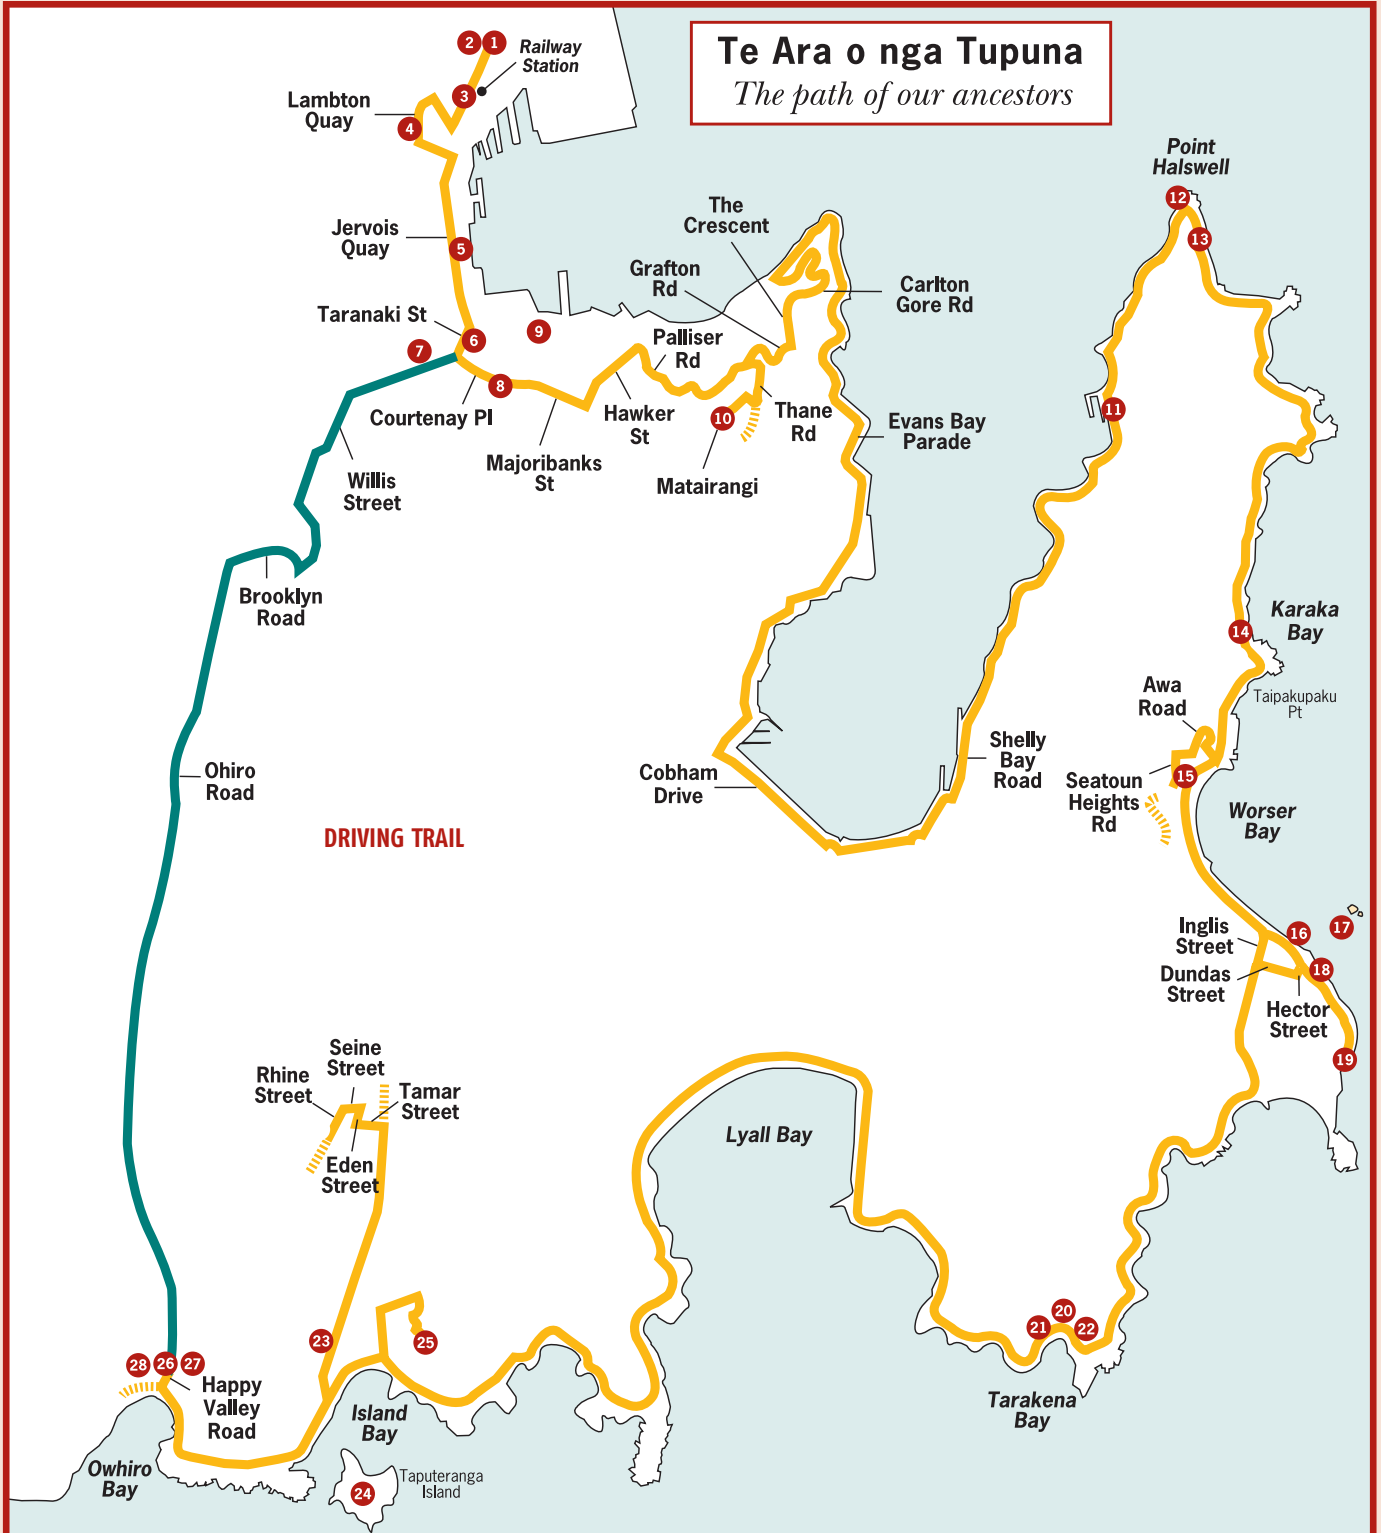 Te Ara o nga Tupuna
The path of our ancestors
2
1
Railway
Station
3
Lambton
Quay
4
Jervois
Quay
5
Taranaki St
6
7
8
9
Courtenay Pl
The
Crescent
Grafton
Rd
Carlton
Gore Rd
Palliser
Rd
Hawker
St
Thane
Rd
10
Matairangi
Majoribanks
St
Evans Bay
Parade
Willis
Street
Brooklyn
Road
Ohiro
Road
DRIVING TRAIL
Cobham
Drive
Shelly
Bay
Road
11
Point
Halswell
12
13
14
Karaka
Bay
Taipakupaku
Pt
Awa
Road
Seatoun
Heights
Rd
15
Worser
Bay
Inglis
Street
16
17
18
Dundas
Street
Hector
Street
19
Seine
Street
Rhine
Street
Tamar
Street
Eden
Street
Lyall Bay
20
21
22
Tarakena
Bay
23
25
Island
Bay
24
Taputeranga
Island
28
26
27
Happy
Valley
Road
Owhiro
Bay